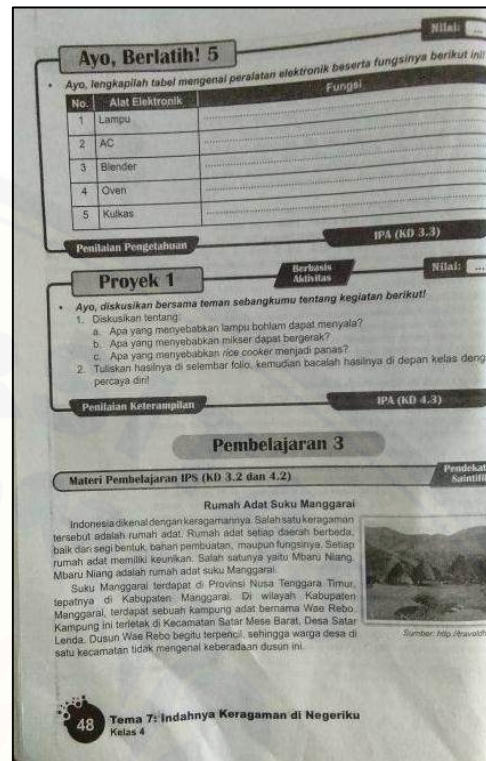 Nilai: ...
Ayo, Berlatih! 5
• Ayo, lengkapilah tabel mengenai peralatan elektronik beserta fungsinya berikut ini!
No. Alat Elektronik Fungsi
1 Lampu
2 AC
3 Blender
4 Oven
5 Kulkas
Penilaian Pengetahuan IPA (KD 3.3)
Proyek 1 Berbasis Aktivitas Nilai: ...
• Ayo, diskusikan bersama teman sebangkumu tentang kegiatan berikut!
1. Diskusikan tentang:
a. Apa yang menyebabkan lampu bohlam dapat menyala?
b. Apa yang menyebabkan mikser dapat bergerak?
c. Apa yang menyebabkan rice cooker menjadi panas?
2. Tuliskan hasilnya di selembar folio, kemudian bacalah hasilnya di depan kelas deng
percaya diri!
Penilaian Keterampilan IPA (KD 4.3)
Pembelajaran 3
Materi Pembelajaran IPS (KD 3.2 dan 4.2) Pendekat
Saintifi
Rumah Adat Suku Manggarai
Indonesia dikenal dengan keragamannya. Salah satu keragaman
tersebut adalah rumah adat. Rumah adat setiap daerah berbeda,
baik dari segi bentuk, bahan pembuatan, maupun fungsinya. Setiap
rumah adat memiliki keunikan. Salah satunya yaitu Mbaru Niang.
Mbaru Niang adalah rumah adat suku Manggarai.
Suku Manggarai terdapat di Provinsi Nusa Tenggara Timur,
tepatnya di Kabupaten Manggarai. Di wilayah Kabupaten
Manggarai, terdapat sebuah kampung adat bernama Wae Rebo.
Kampung ini terletak di Kecamatan Satar Mese Barat, Desa Satar
Lenda. Dusun Wae Rebo begitu terpencil, sehingga warga desa di
satu kecamatan tidak mengenal keberadaan dusun ini.
Sumber: http://travel
48 Tema 7: Indahnya Keragaman di Negeriku
Kelas 4